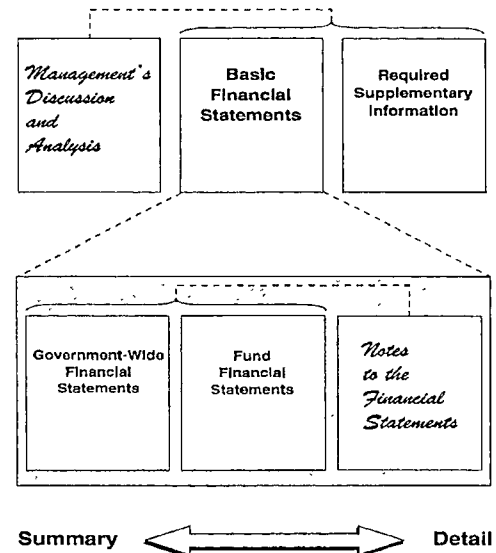 Management's
Discussion
and
Analysis
Basic
Financial
Statements
Required
Supplementary
Information
Government-Wide
Financial
Statements
Fund
Financial
Statements
Notes
to the
Financial
Statements
Summary
Detail